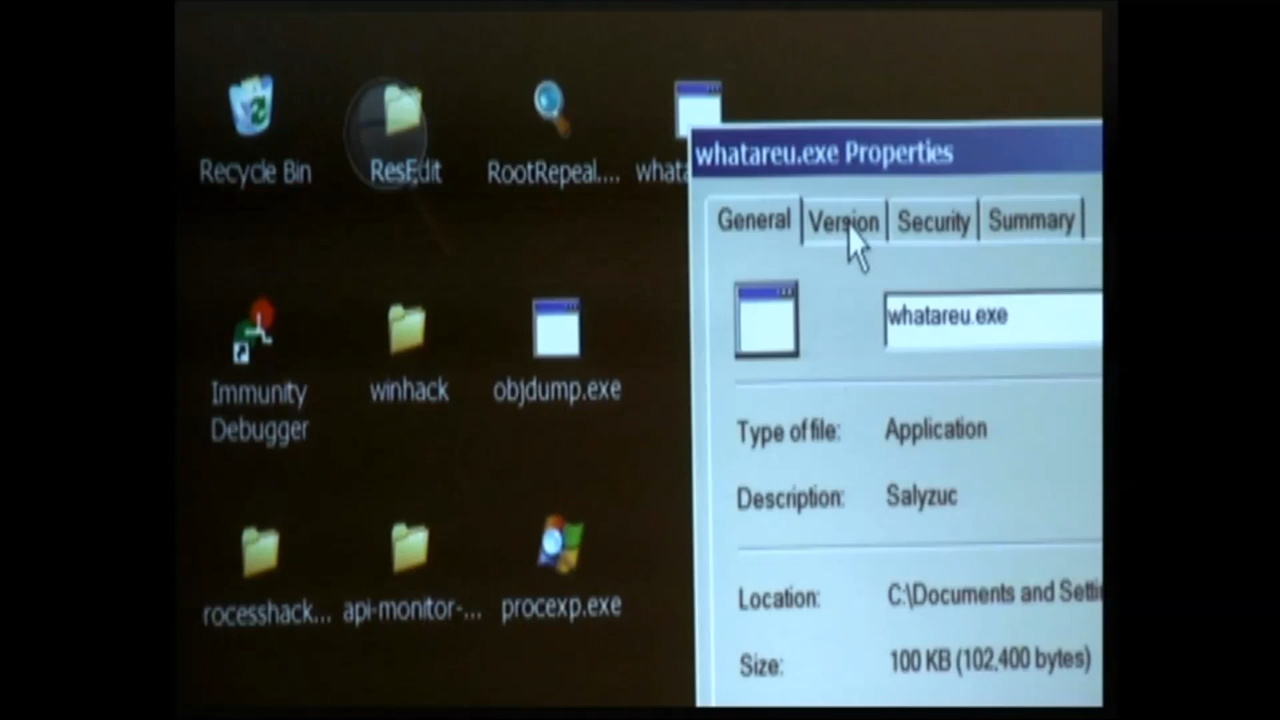 Recycle Bin
ResEdit
RootRepeal....
whata
Immunity
Debugger
winhack
objdump.exe
rocesshack...
api-monitor-...
procexp.exe
whatareu.exe Properties
General
Version
Security
Summary
whatareu.exe
Type of file:
Application
Description:
Salyzuc
Location:
C:\Documents and Setti
Size:
100 KB (102,400 bytes)